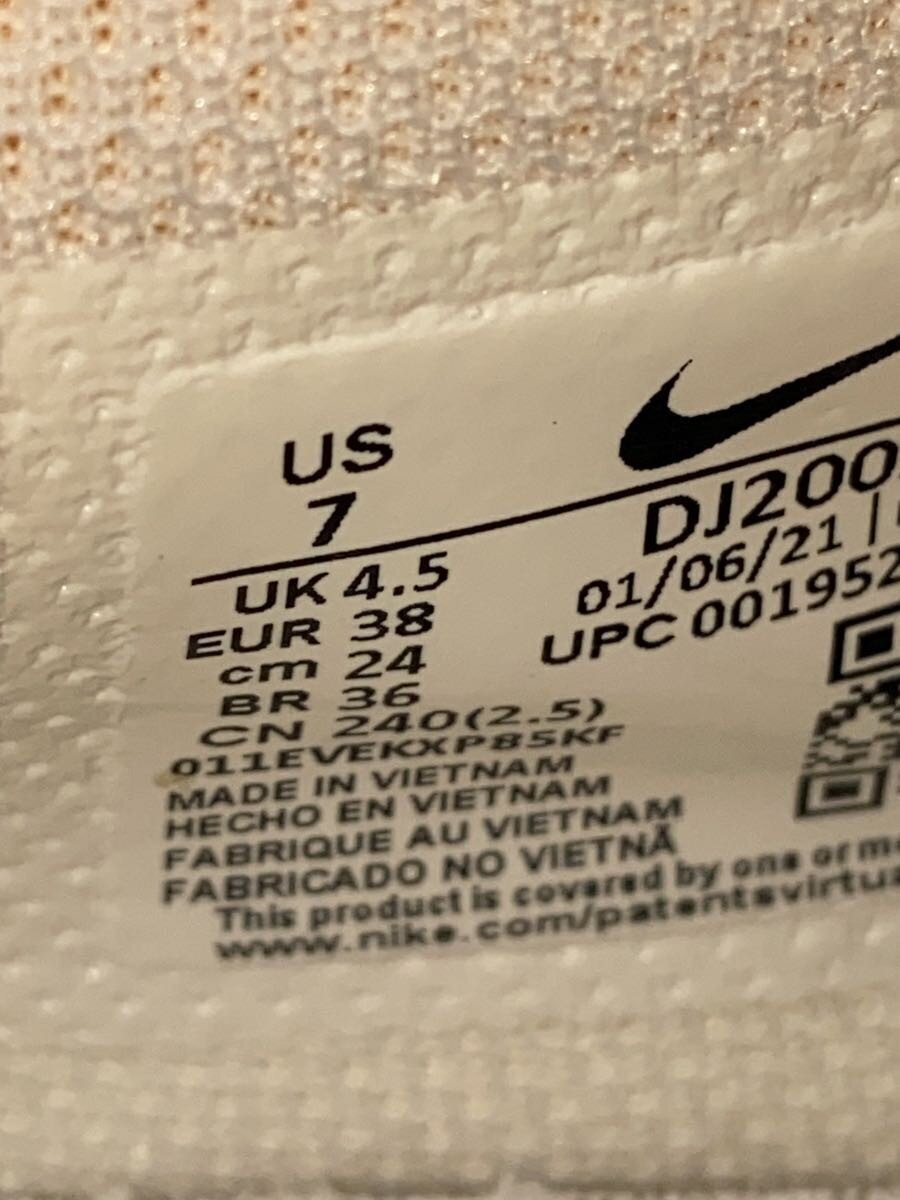 US
7
UK 4.5
EUR 38
cm 24
BR 36
CN 240(2.5)
011EVEKXP85KF
MADE IN VIETNAM
HECHO EN VIETNAM
FABRIQUE AU VIETNAM
FABRICADO NO VIETNÃ
This product is covered by one or
www.nike.com/patentsvirtua
DJ200
01/06/21 |
UPC 001952